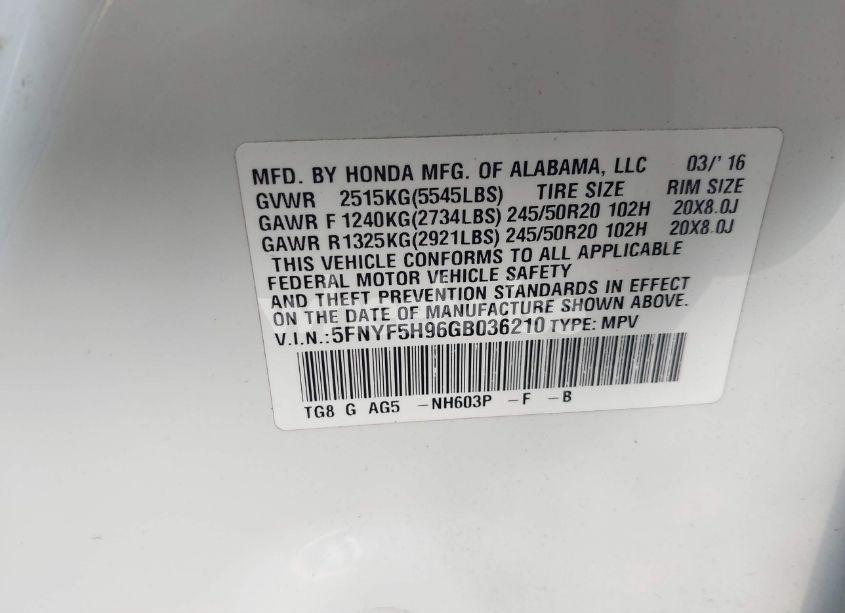 MFD. BY HONDA MFG. OF ALABAMA, LLC 03/'16
GVWR 2515KG(5545LBS) TIRE SIZE RIM SIZE
GAWR F 1240KG(2734LBS) 245/50R20 102H 20X8.0J
GAWR R1325KG(2921LBS) 245/50R20 102H 20X8.0J
THIS VEHICLE CONFORMS TO ALL APPLICABLE
FEDERAL MOTOR VEHICLE SAFETY
AND THEFT PREVENTION STANDARDS IN EFFECT
ON THE DATE OF MANUFACTURE SHOWN ABOVE.
V.I.N.:5FNYF5H96GB036210 TYPE: MPV
TG8 G AG5 -NH603P -F -B